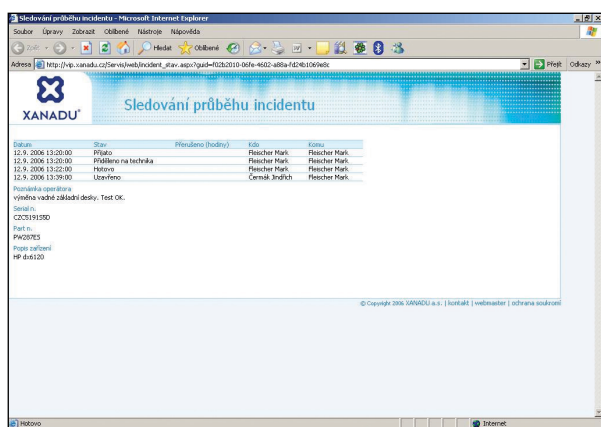 Sledování průběhu incidentu - Microsoft Internet Explorer
Soubor Úpravy Zobrazit Oblíbené Nástroje Nápověda
Zpět Hledat Oblíbené
Adresa http://vip.xanadu.cz/Servis/web/incident_stav.aspx?guid=f02b2010-06fe-4602-a88a-fd24b1069e8c Přejít Odkazy »
XANADU®
Sledování průběhu incidentu
Datum Stav Přerušeno (hodiny) Kdo Komu
12.9. 2006 13:20:00 Přijato Fleischer Mark Fleischer Mark
12.9. 2006 13:20:00 Přiděleno na technika Fleischer Mark Fleischer Mark
12.9. 2006 13:22:00 Hotovo Fleischer Mark Fleischer Mark
12.9. 2006 13:39:00 Uzavřeno Čermák Jindřich Fleischer Mark
Poznámka operátora
výměna vadné základní desky. Test OK.
Serial n.
CZC519155D
Part n.
PW287ES
Popis zařízení
HP dx6120
© Copyright 2006 XANADU a.s. | kontakt | webmaster | ochrana soukromí
Hotovo Internet